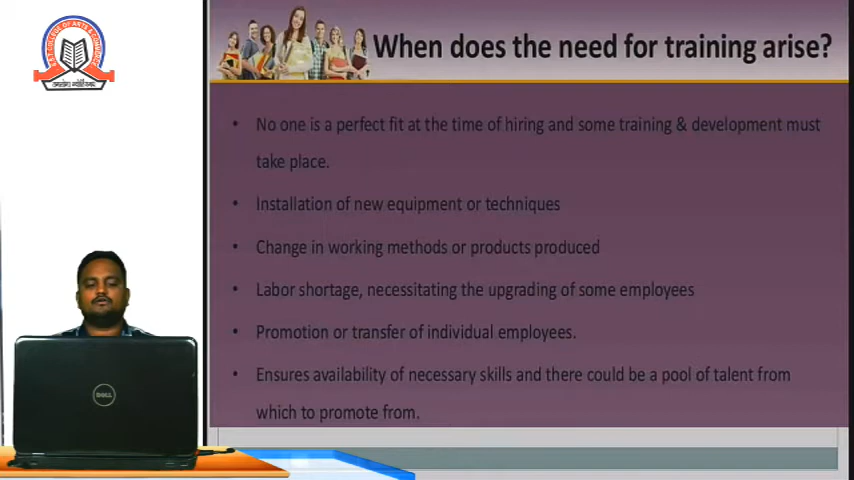 When does the need for training arise?
• No one is a perfect fit at the time of hiring and some training & development must
take place.
• Installation of new equipment or techniques
• Change in working methods or products produced
• Labor shortage, necessitating the upgrading of some employees
• Promotion or transfer of individual employees.
• Ensures availability of necessary skills and there could be a pool of talent from
which to promote from.
DELL